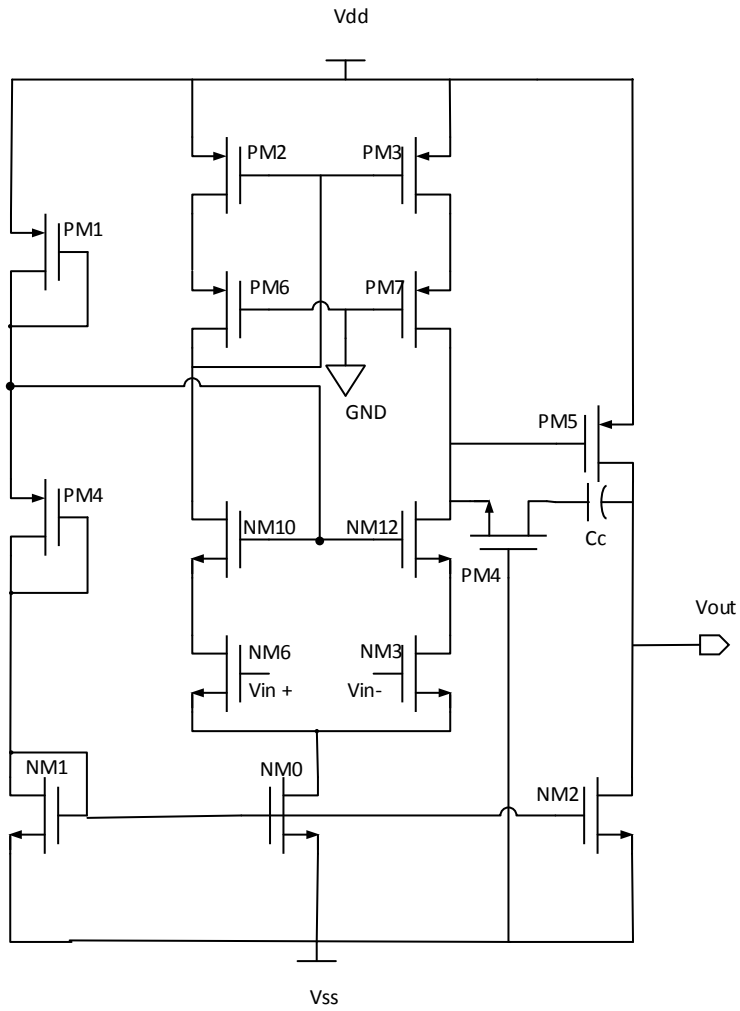 Vdd
PM2
PM3
PM1
PM6
PM7
GND
PM5
PM4
NM10
NM12
Cc
PM4
Vout
NM6
NM3
Vin +
Vin-
NM1
NM0
NM2
Vss